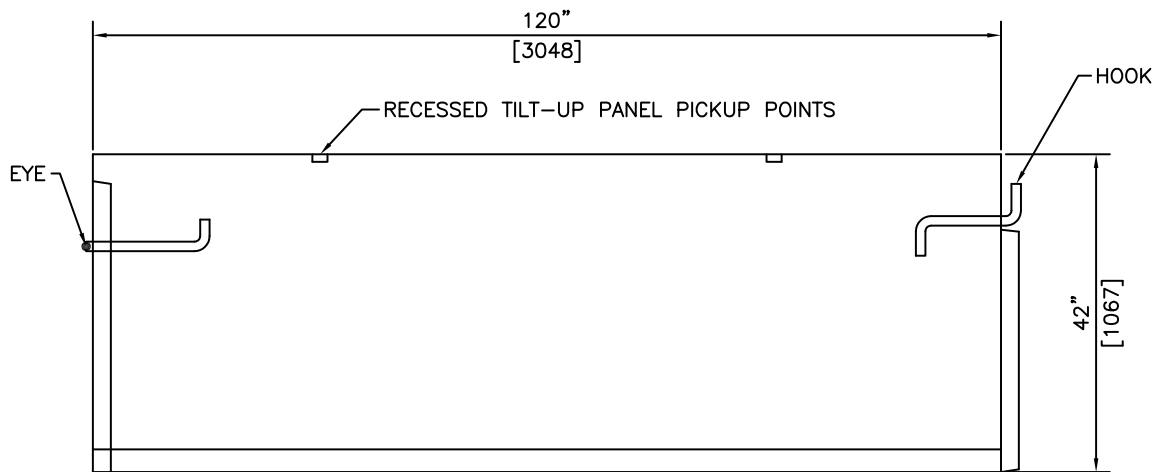 120”
[3048]
HOOK
RECESSED TILT-UP PANEL PICKUP POINTS
EYE
42”
[1067]